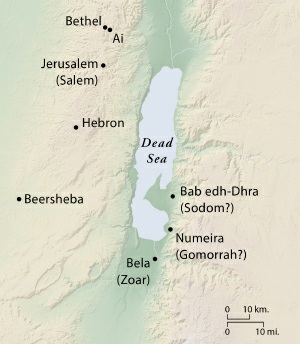 Bethel
Ai
Jerusalem
(Salem)
Hebron
Dead
Sea
Beersheba
Bab edh-Dhra
(Sodom?)
Numeira
(Gomorrah?)
Bela
(Zoar)
0 10 km.
0 10 mi.